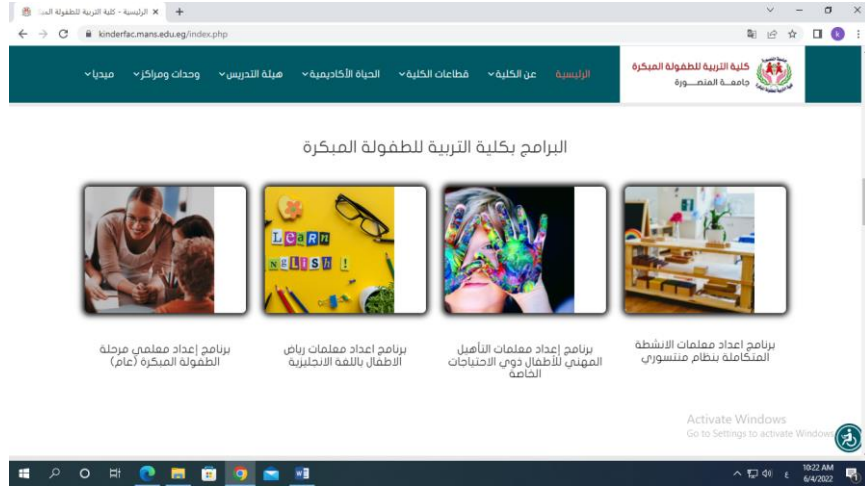 الرئيسية - كلية التربية للطفولة المبـ
kinderfac.mans.edu.eg/index.php
k
كلية التربية للطفولة المبكرة
جامعــة المنصـــورة
الرئيسية
عن الكلية
قطاعات الكلية
الحياة الأكاديمية
هيئة التدريس
وحدات ومراكز
ميديا
البرامج بكلية التربية للطفولة المبكرة
LEaRn
NGLISH !
برنامج اعداد معلمات الانشطة
المتكاملة بنظام منتسوري
برنامج إعداد معلمات التأهيل
المهني للأطفال ذوي الاحتياجات
الخاصة
برنامج اعداد معلمات رياض
الاطفال باللغة الانجليزية
برنامج إعداد معلمي مرحلة
الطفولة المبكرة (عام)
Activate Windows
Go to Settings to activate Windows
ع
10:22 AM
6/4/2022